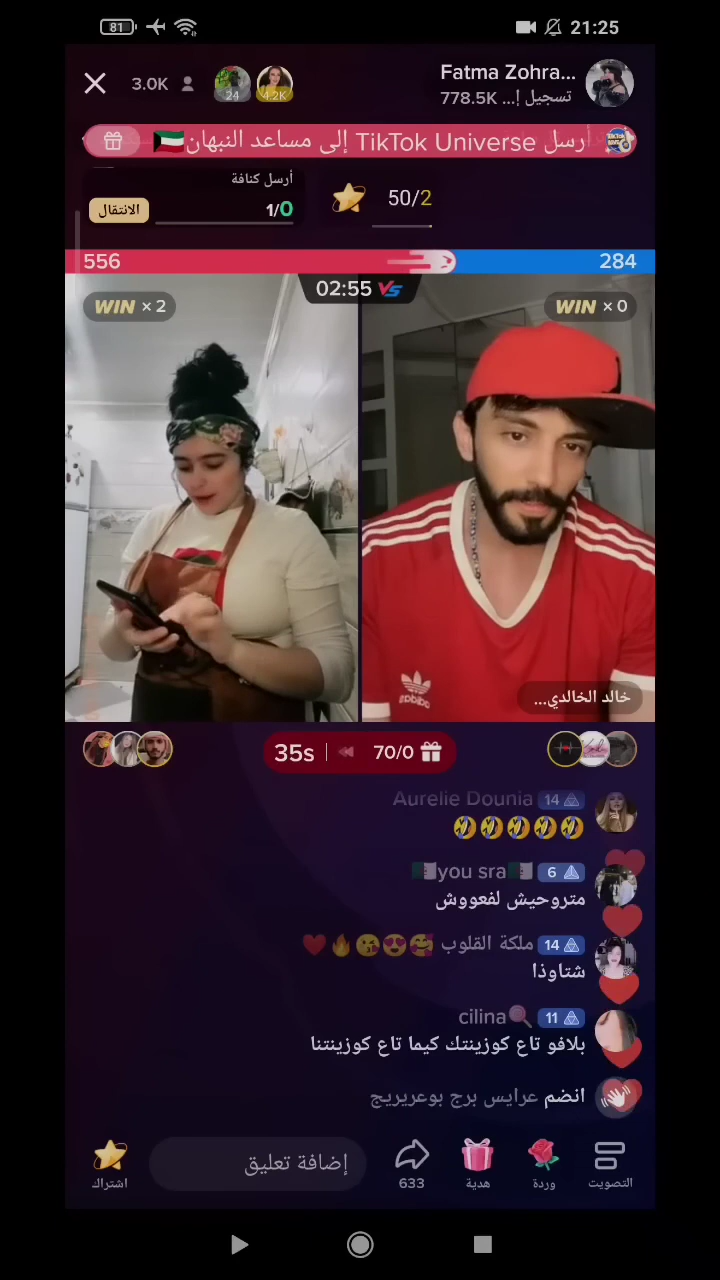 81
21:25
3.0K
24
4.2K
Fatma Zohra...
تسجيل إ... 778.5K
أرسل TikTok Universe إلى مساعد النبهان🇰🇼
أرسل كنافة
الانتقال
1/0
50/2
556
284
02:55 VS
WIN × 2
WIN × 0
adidas
خالد الخالدي...
35s
70/0
Aurelie Dounia 14
🤣🤣🤣🤣🤣
🇩🇿you sra🇩🇿 6
متروحيش لفعووش
ملكة القلوب 🥰😍😘🔥❤️ 14
شتاوذا
cilina🍭 11
بلافو تاع كوزينتك كيما تاع كوزينتنا
انضم عرايس برج بوعريريج
اشتراك
إضافة تعليق
633
هدية
وردة
التصويت